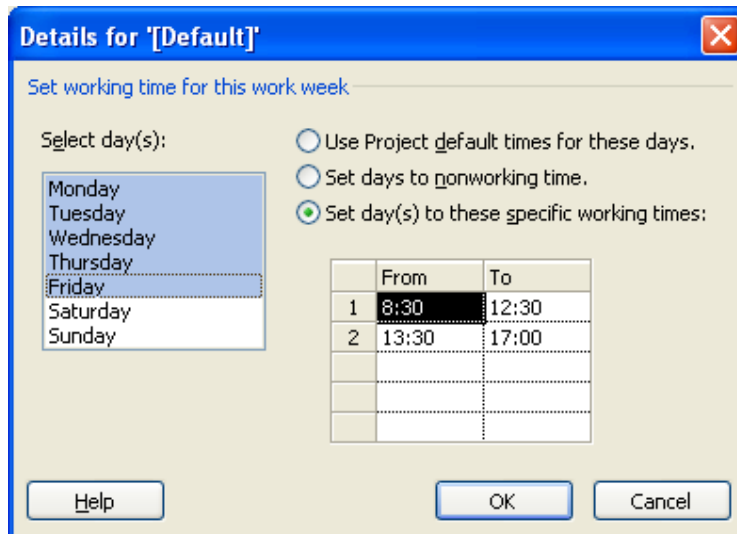 Details for '[Default]'
Set working time for this work week
Select day(s):
Monday
Tuesday
Wednesday
Thursday
Friday
Saturday
Sunday
Use Project default times for these days.
Set days to nonworking time.
Set day(s) to these specific working times:
From To
1 8:30 12:30
2 13:30 17:00
Help OK Cancel